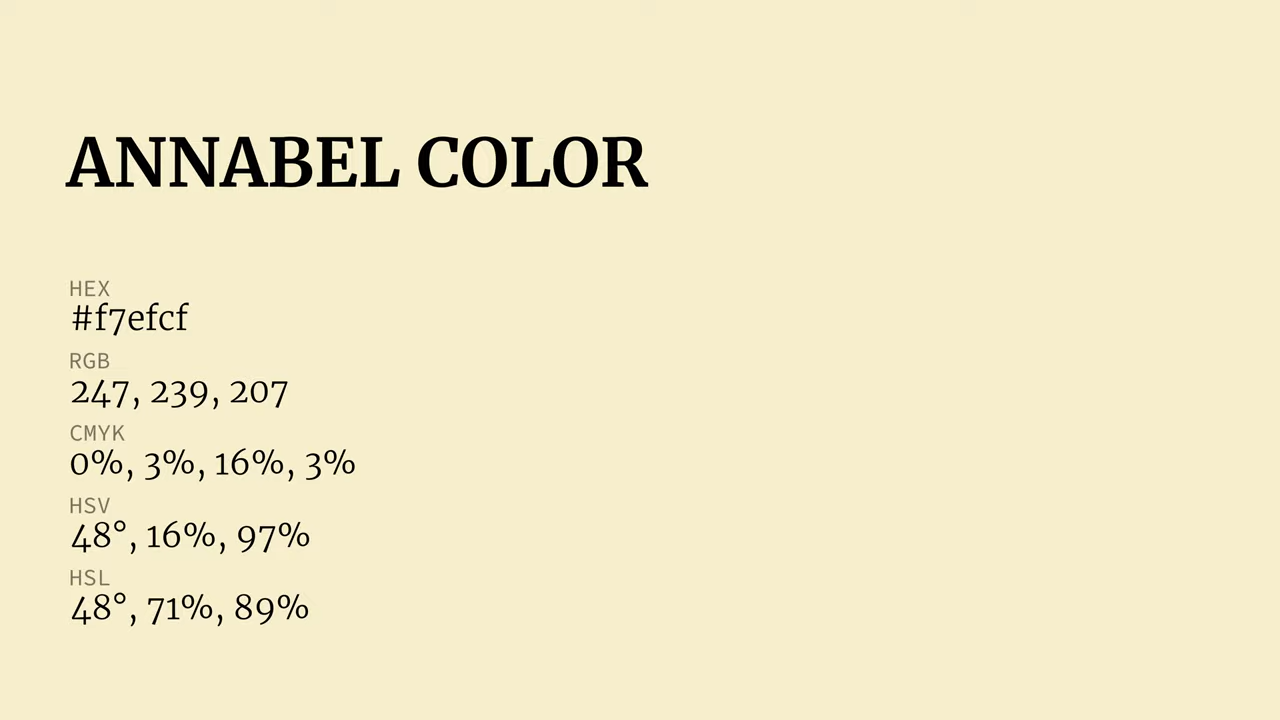 ANNABEL COLOR
HEX
#f7efcf
RGB
247, 239, 207
CMYK
0%, 3%, 16%, 3%
HSV
48°, 16%, 97%
HSL
48°, 71%, 89%